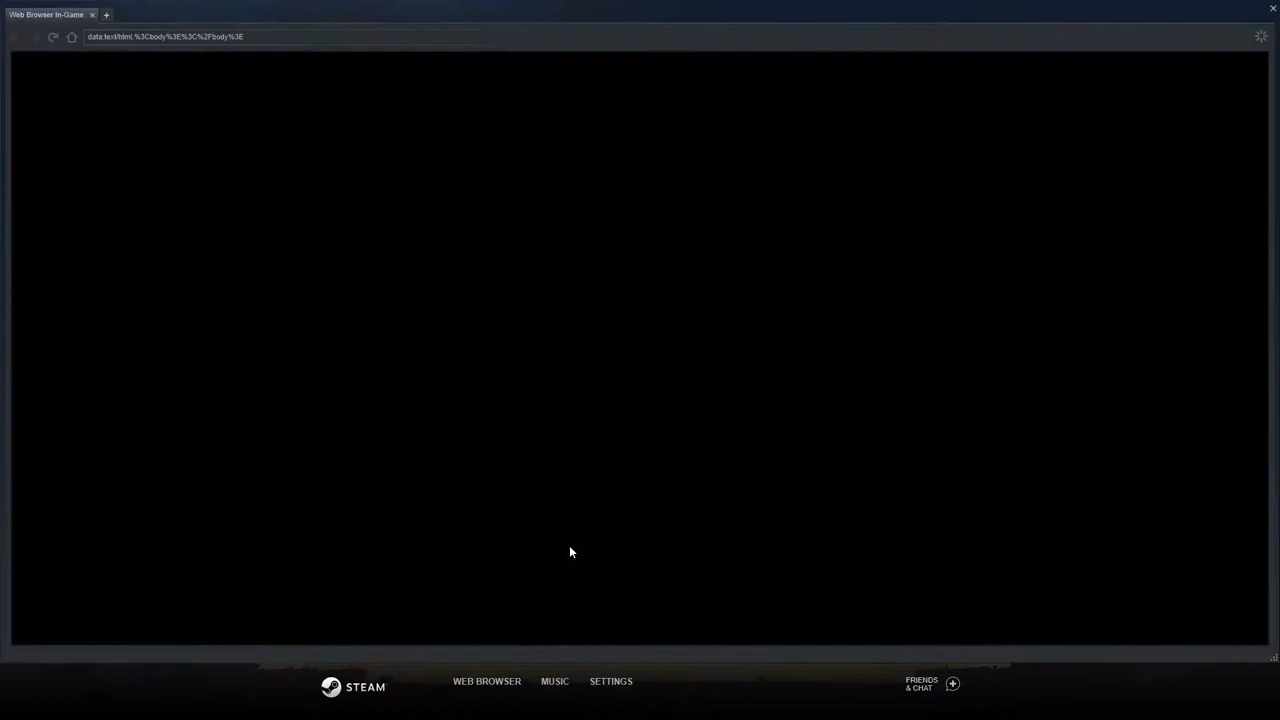 Web Browser In-Game
data:text/html,%3Cbody%3E%3C%2Fbody%3E
STEAM
WEB BROWSER
MUSIC
SETTINGS
FRIENDS
& CHAT